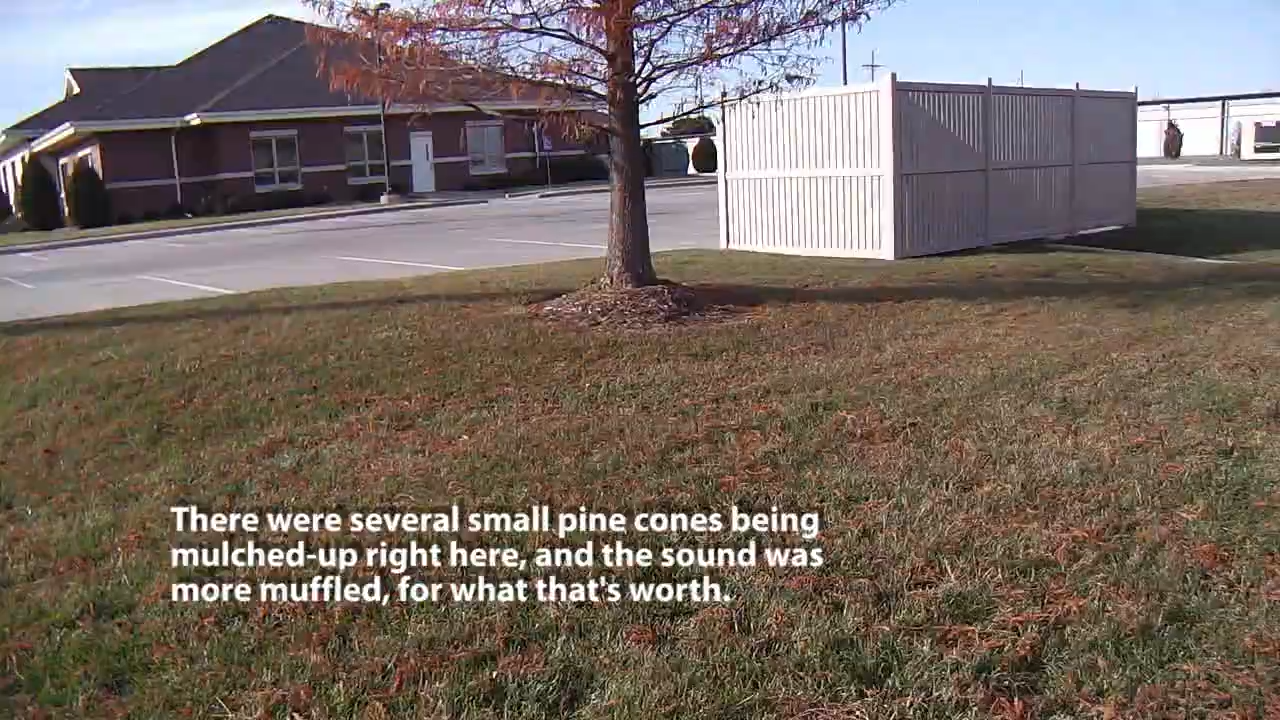 There were several small pine cones being
mulched-up right here, and the sound was
more muffled, for what that's worth.